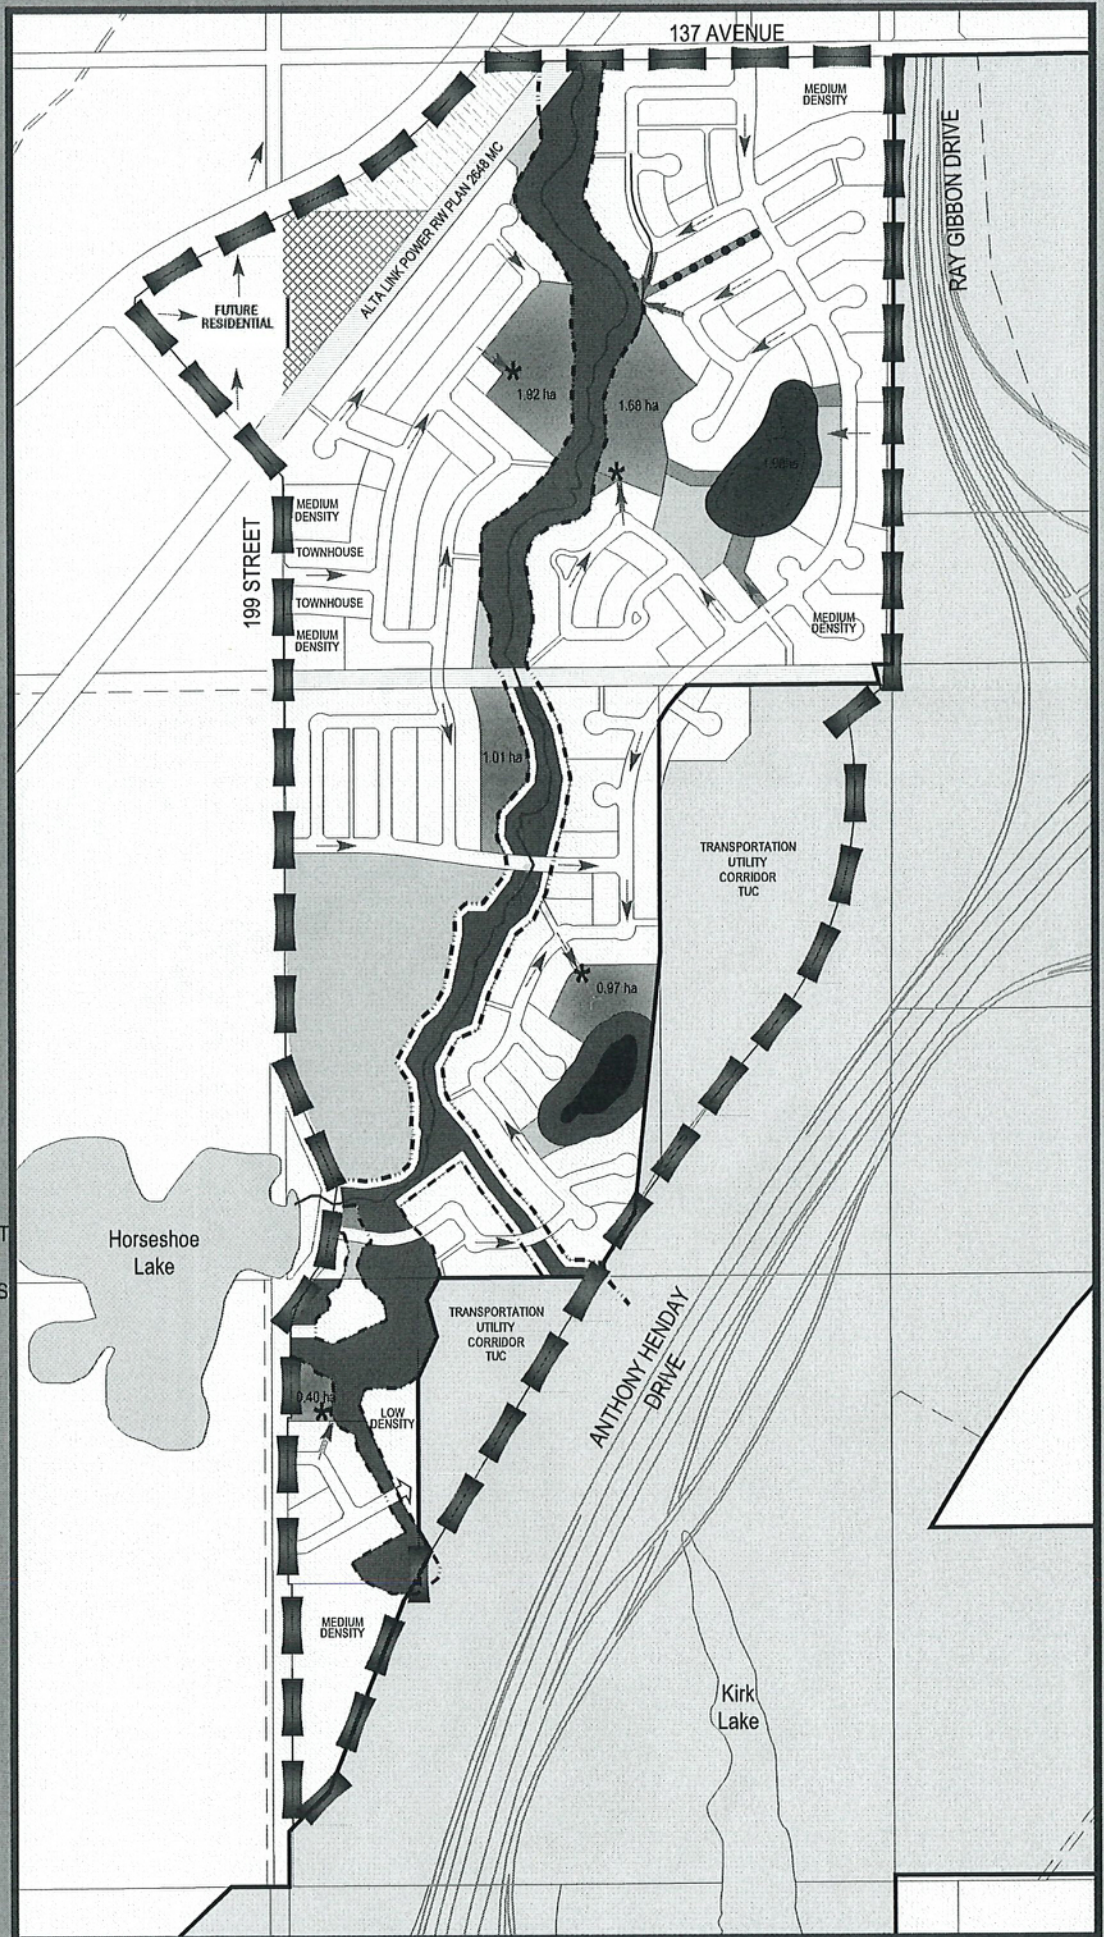 137 AVENUE
MEDIUM
DENSITY
RAY GIBBON DRIVE
ALTA LINK POWER RW PLAN 2648 MC
FUTURE
RESIDENTIAL
1.92 ha
1.68 ha
MEDIUM
DENSITY
TOWNHOUSE
199 STREET
TOWNHOUSE
MEDIUM
DENSITY
MEDIUM
DENSITY
1.01 ha
TRANSPORTATION
UTILITY
CORRIDOR
TUC
0.97 ha
T
Horseshoe
Lake
S
TRANSPORTATION
UTILITY
CORRIDOR
TUC
ANTHONY HENDAY
DRIVE
0.40 ha
LOW
DENSITY
MEDIUM
DENSITY
Kirk
Lake